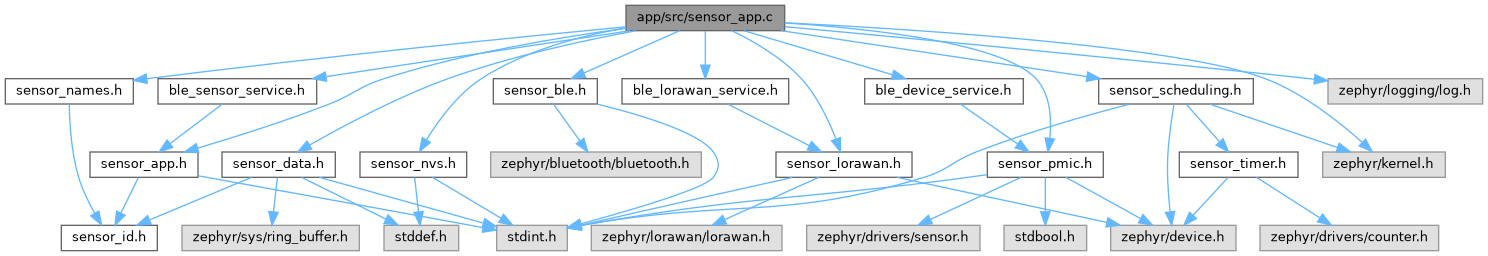 app/src/sensor_app.c
sensor_names.h
ble_sensor_service.h
sensor_ble.h
ble_lorawan_service.h
ble_device_service.h
sensor_scheduling.h
zephyr/logging/log.h
sensor_app.h
sensor_data.h
sensor_nvs.h
zephyr/bluetooth/bluetooth.h
sensor_lorawan.h
sensor_pmic.h
sensor_timer.h
zephyr/kernel.h
sensor_id.h
zephyr/sys/ring_buffer.h
stddef.h
stdint.h
zephyr/lorawan/lorawan.h
zephyr/drivers/sensor.h
stdbool.h
zephyr/device.h
zephyr/drivers/counter.h